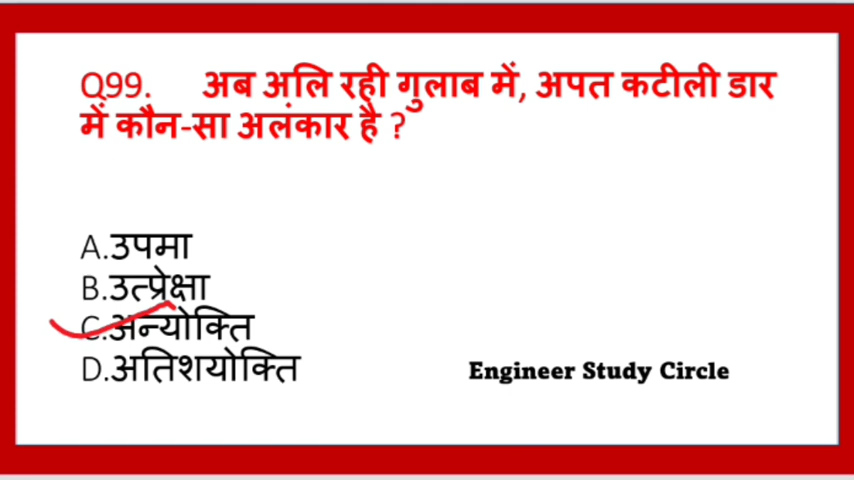 Q99. अब अलि रही गुलाब में, अपत कटीली डार
में कौन-सा अलंकार है ?
A.उपमा
B.उत्प्रेक्षा
C.अन्योक्ति
D.अतिशयोक्ति
Engineer Study Circle